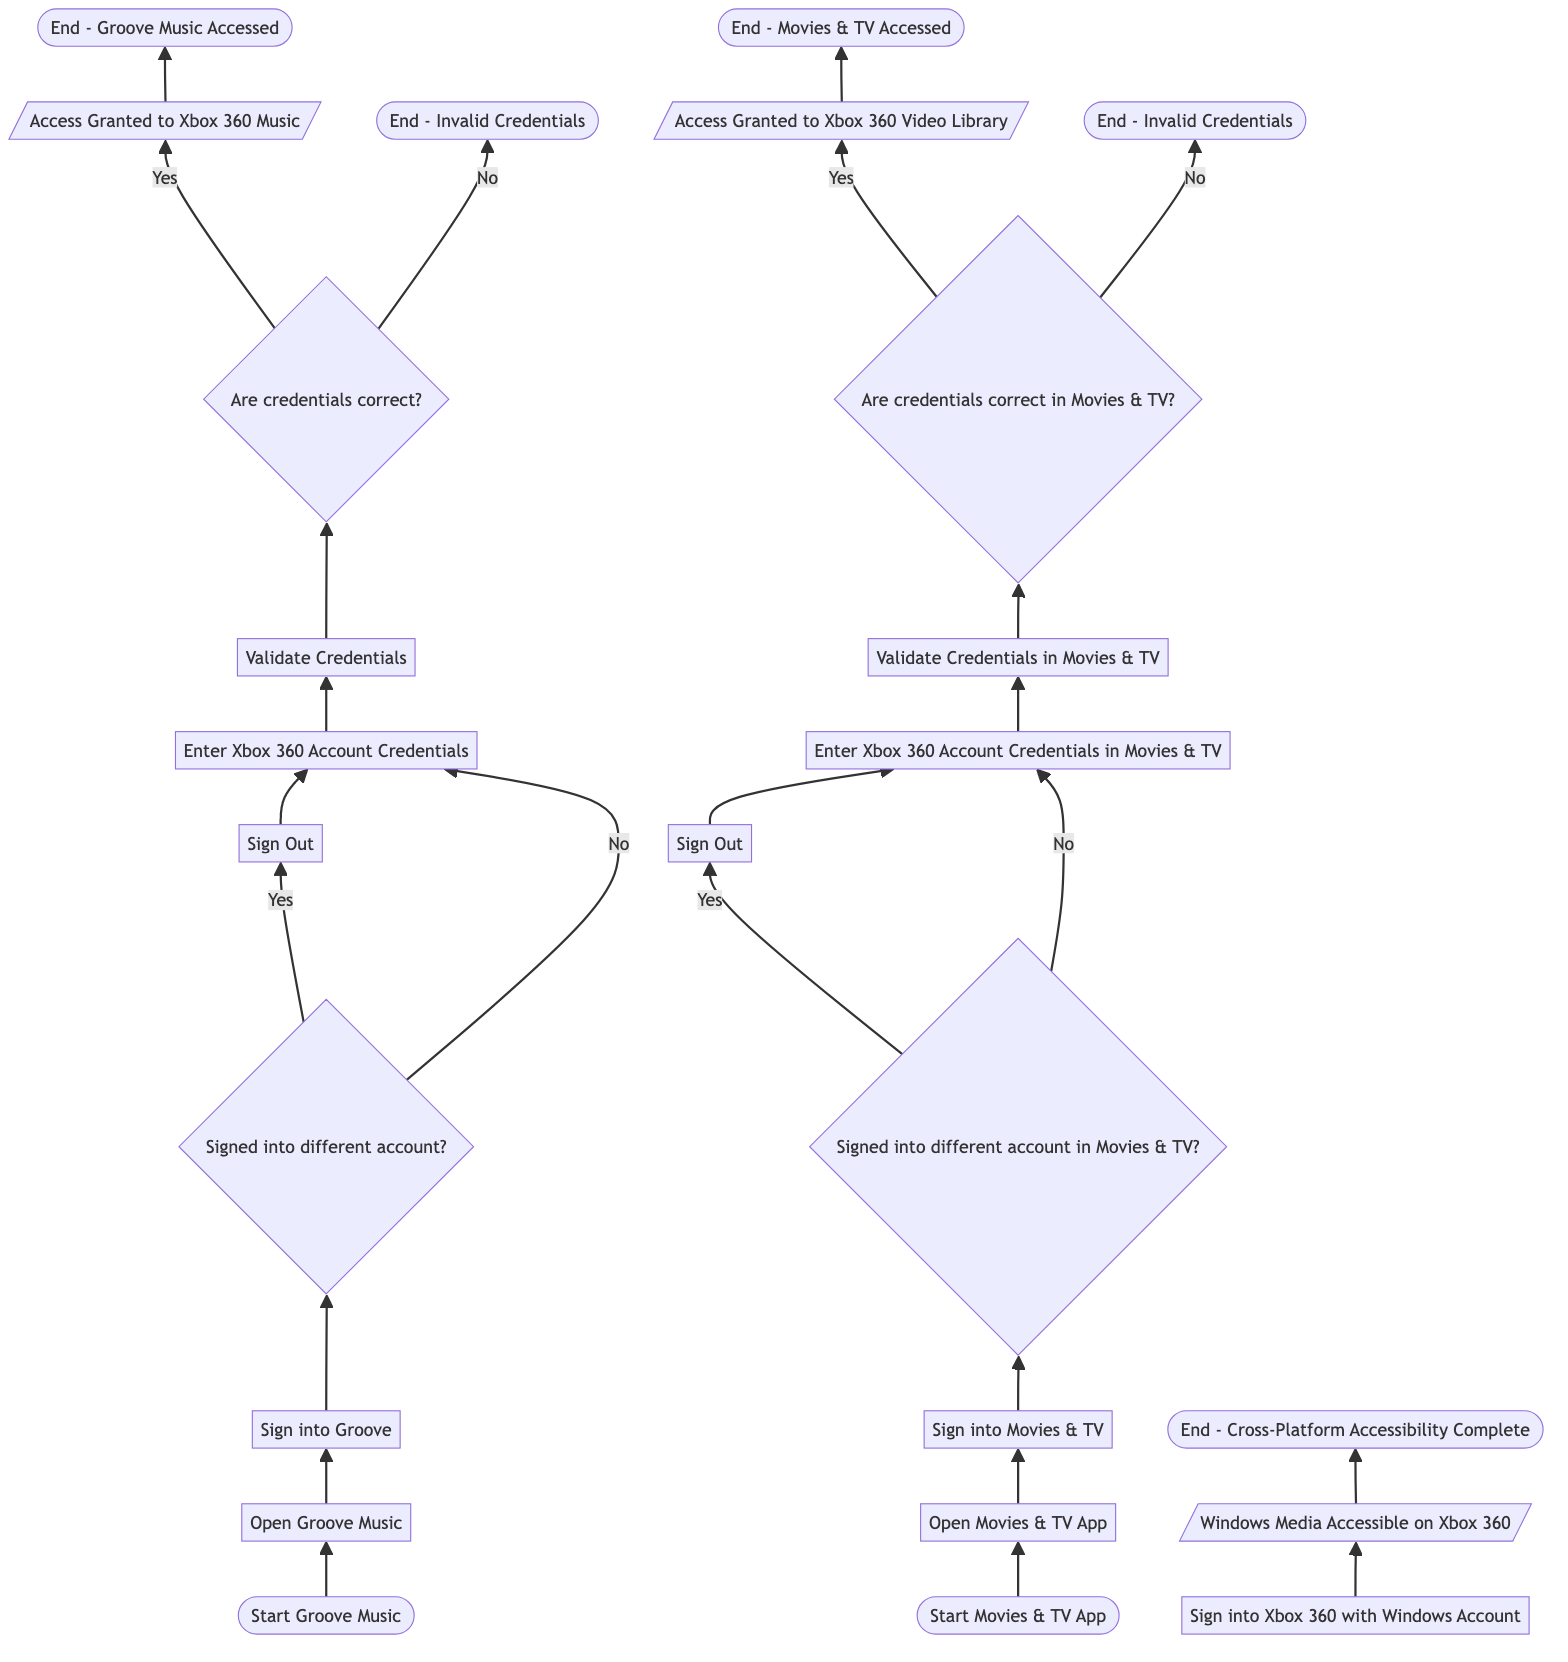 End - Groove Music Accessed
End - Movies & TV Accessed
Access Granted to Xbox 360 Music
End - Invalid Credentials
Access Granted to Xbox 360 Video Library
End - Invalid Credentials
Yes
No
Yes
No
Are credentials correct?
Are credentials correct in Movies & TV?
Validate Credentials
Validate Credentials in Movies & TV
Enter Xbox 360 Account Credentials
Enter Xbox 360 Account Credentials in Movies & TV
Sign Out
No
Sign Out
No
Yes
Yes
Signed into different account?
Signed into different account in Movies & TV?
Sign into Groove
Sign into Movies & TV
End - Cross-Platform Accessibility Complete
Open Groove Music
Open Movies & TV App
Windows Media Accessible on Xbox 360
Start Groove Music
Start Movies & TV App
Sign into Xbox 360 with Windows Account